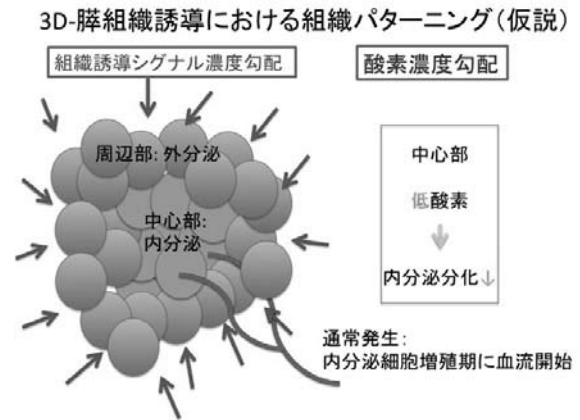 3D-膵組織誘導における組織パターニング(仮説)
組織誘導シグナル濃度勾配
酸素濃度勾配
周辺部: 外分泌
中心部:
内分泌
中心部
低酸素
内分泌分化↓
通常発生:
内分泌細胞増殖期に血流開始